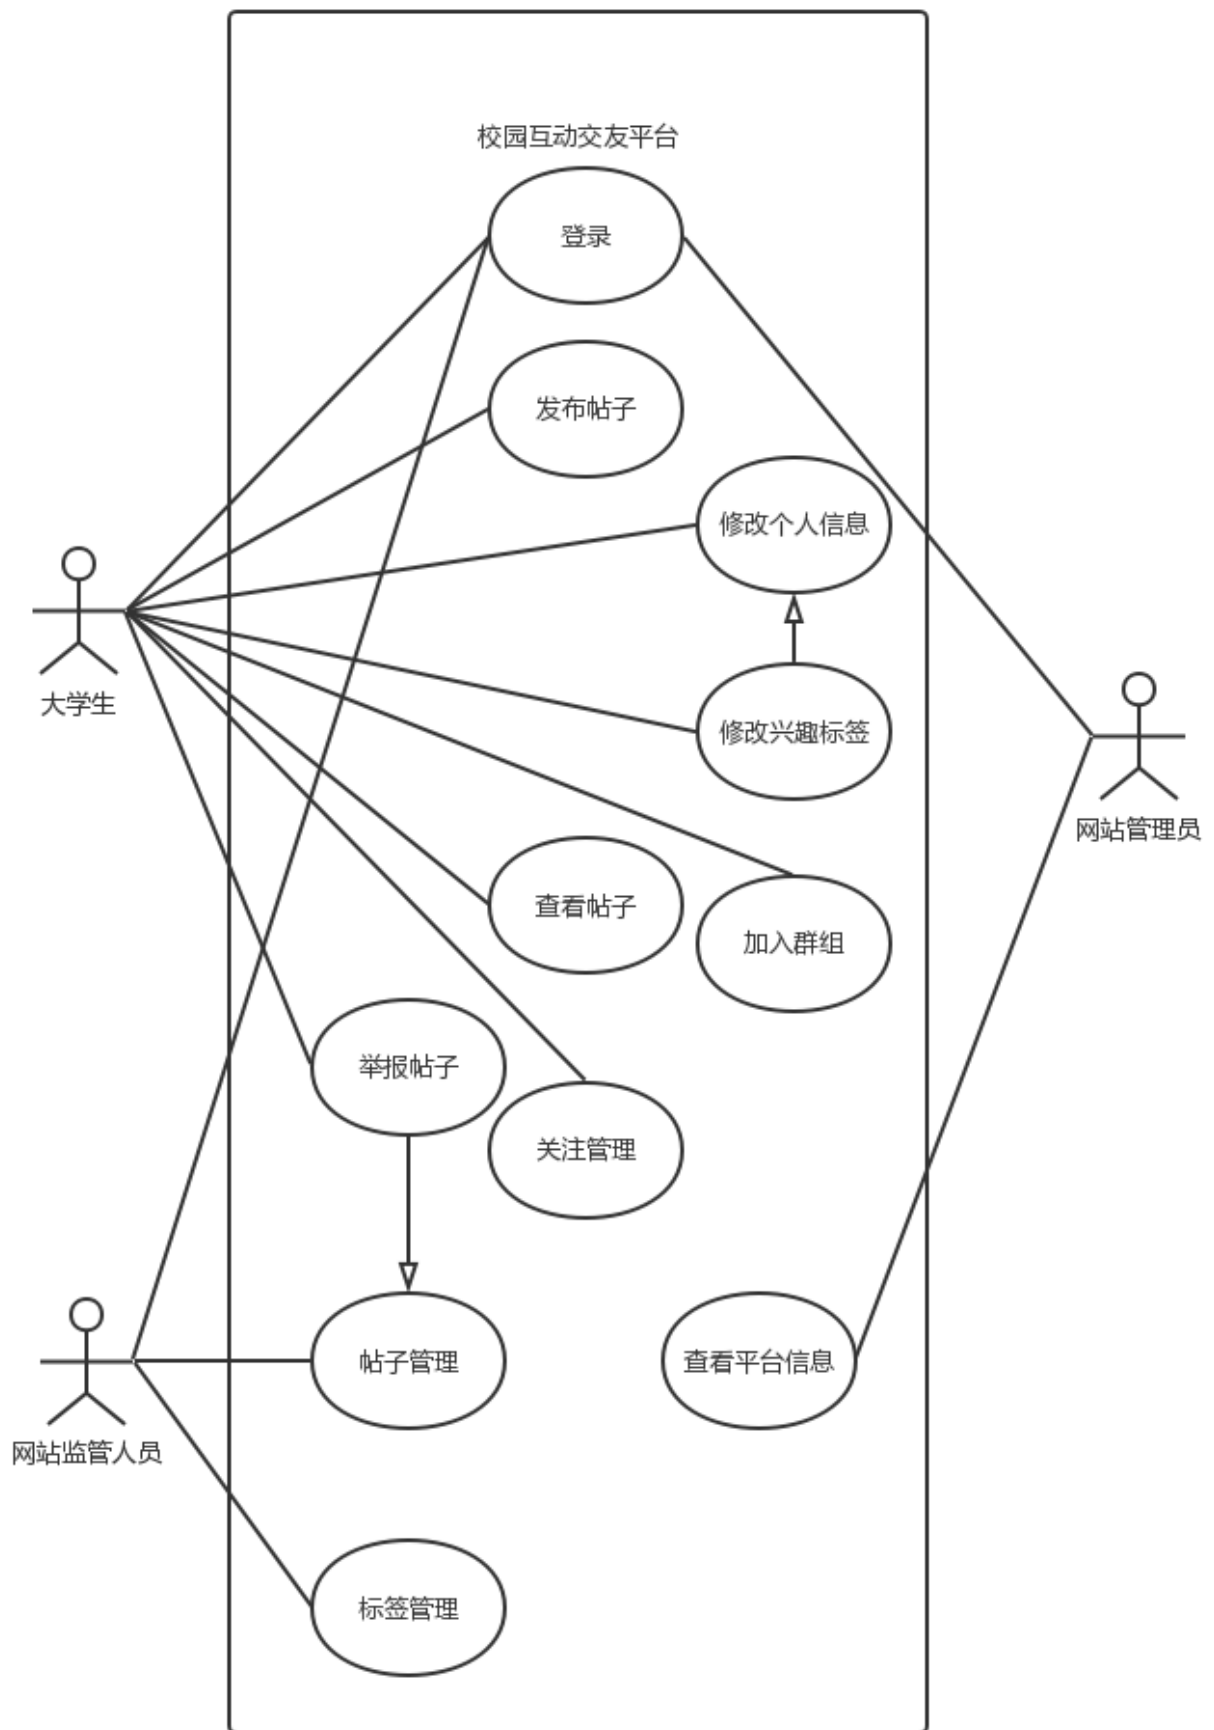 校园互动交友平台
登录
发布帖子
修改个人信息
大学生
修改兴趣标签
网站管理员
查看帖子
加入群组
举报帖子
关注管理
帖子管理
查看平台信息
网站监管人员
标签管理